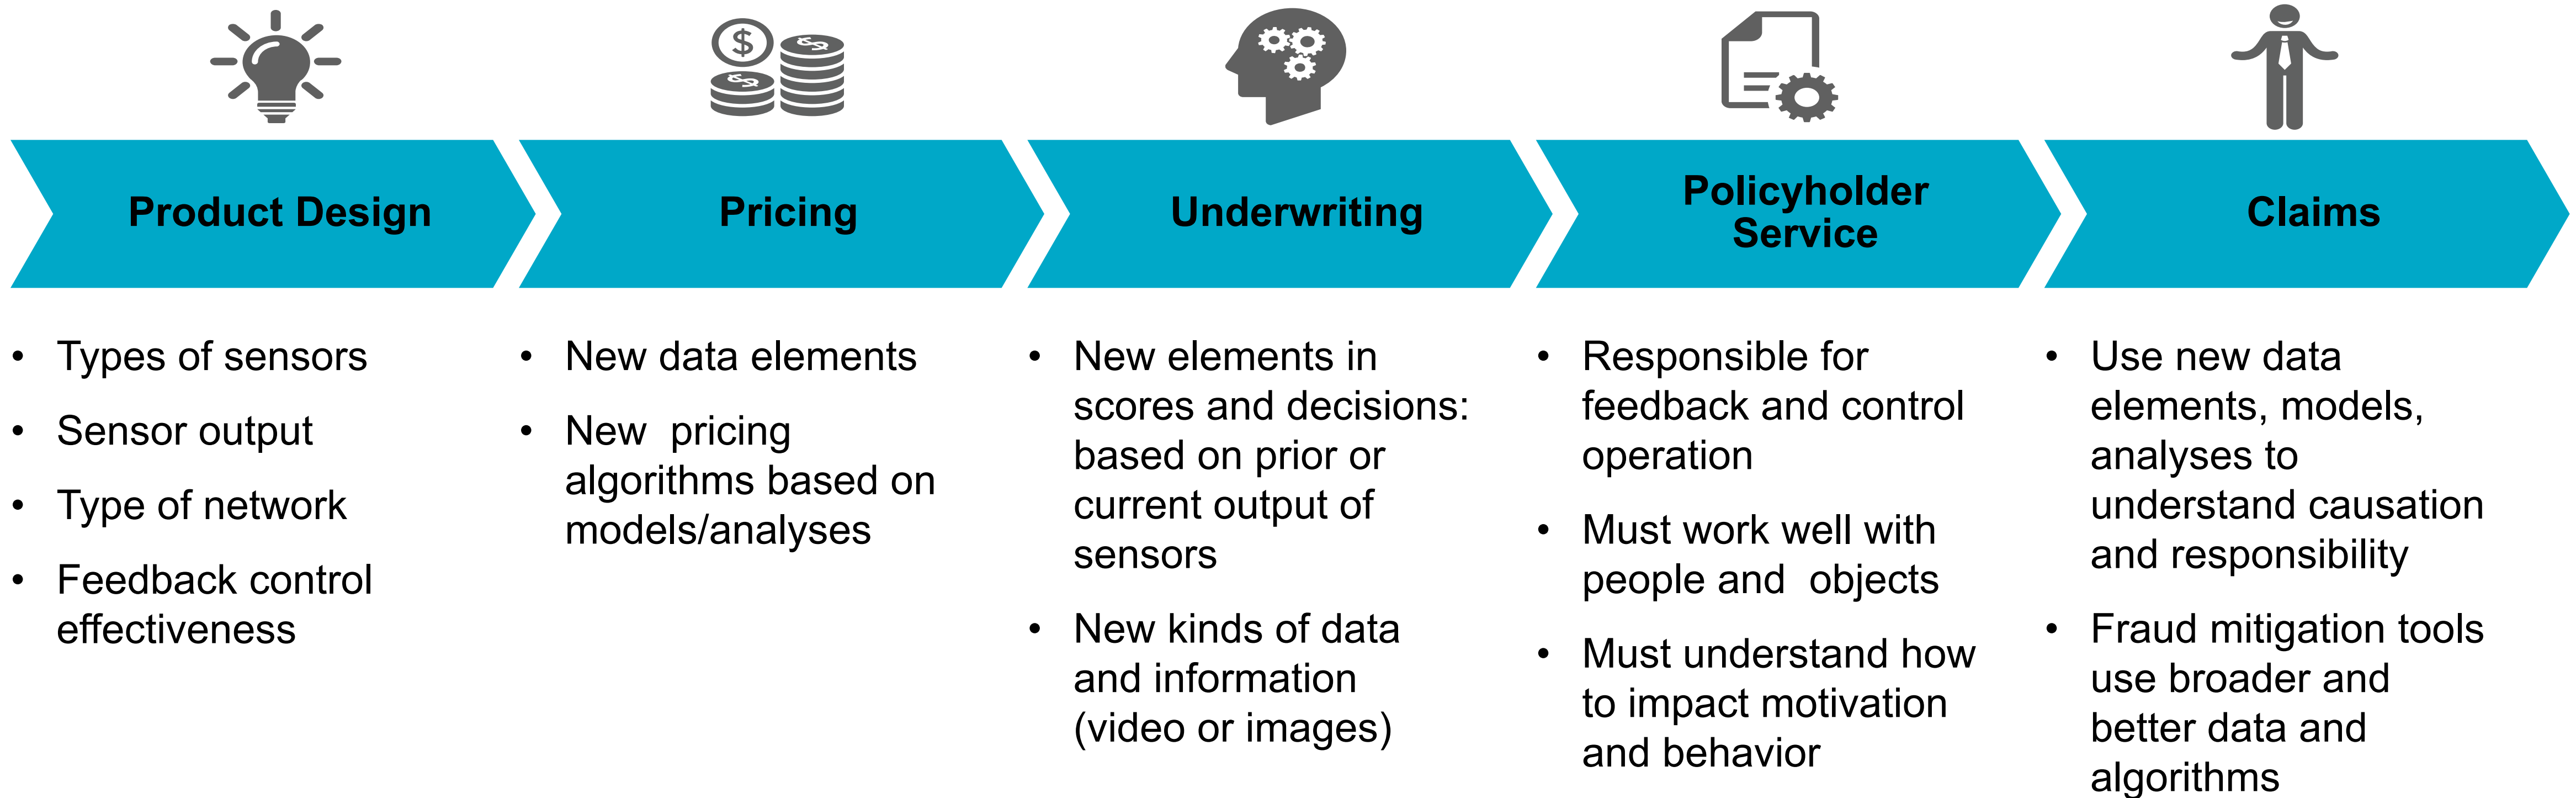 Product Design
Pricing
Underwriting
Policyholder
Service
Claims
• Types of sensors
• Sensor output
• Type of network
• Feedback control
effectiveness
• New data elements
• New  pricing
algorithms based on
models/analyses
• New elements in
scores and decisions:
based on prior or
current output of
sensors
• New kinds of data
and information
(video or images)
• Responsible for
feedback and control
operation
• Must work well with
people and  objects
• Must understand how
to impact motivation
and behavior
• Use new data
elements, models,
analyses to
understand causation
and responsibility
• Fraud mitigation tools
use broader and
better data and
algorithms